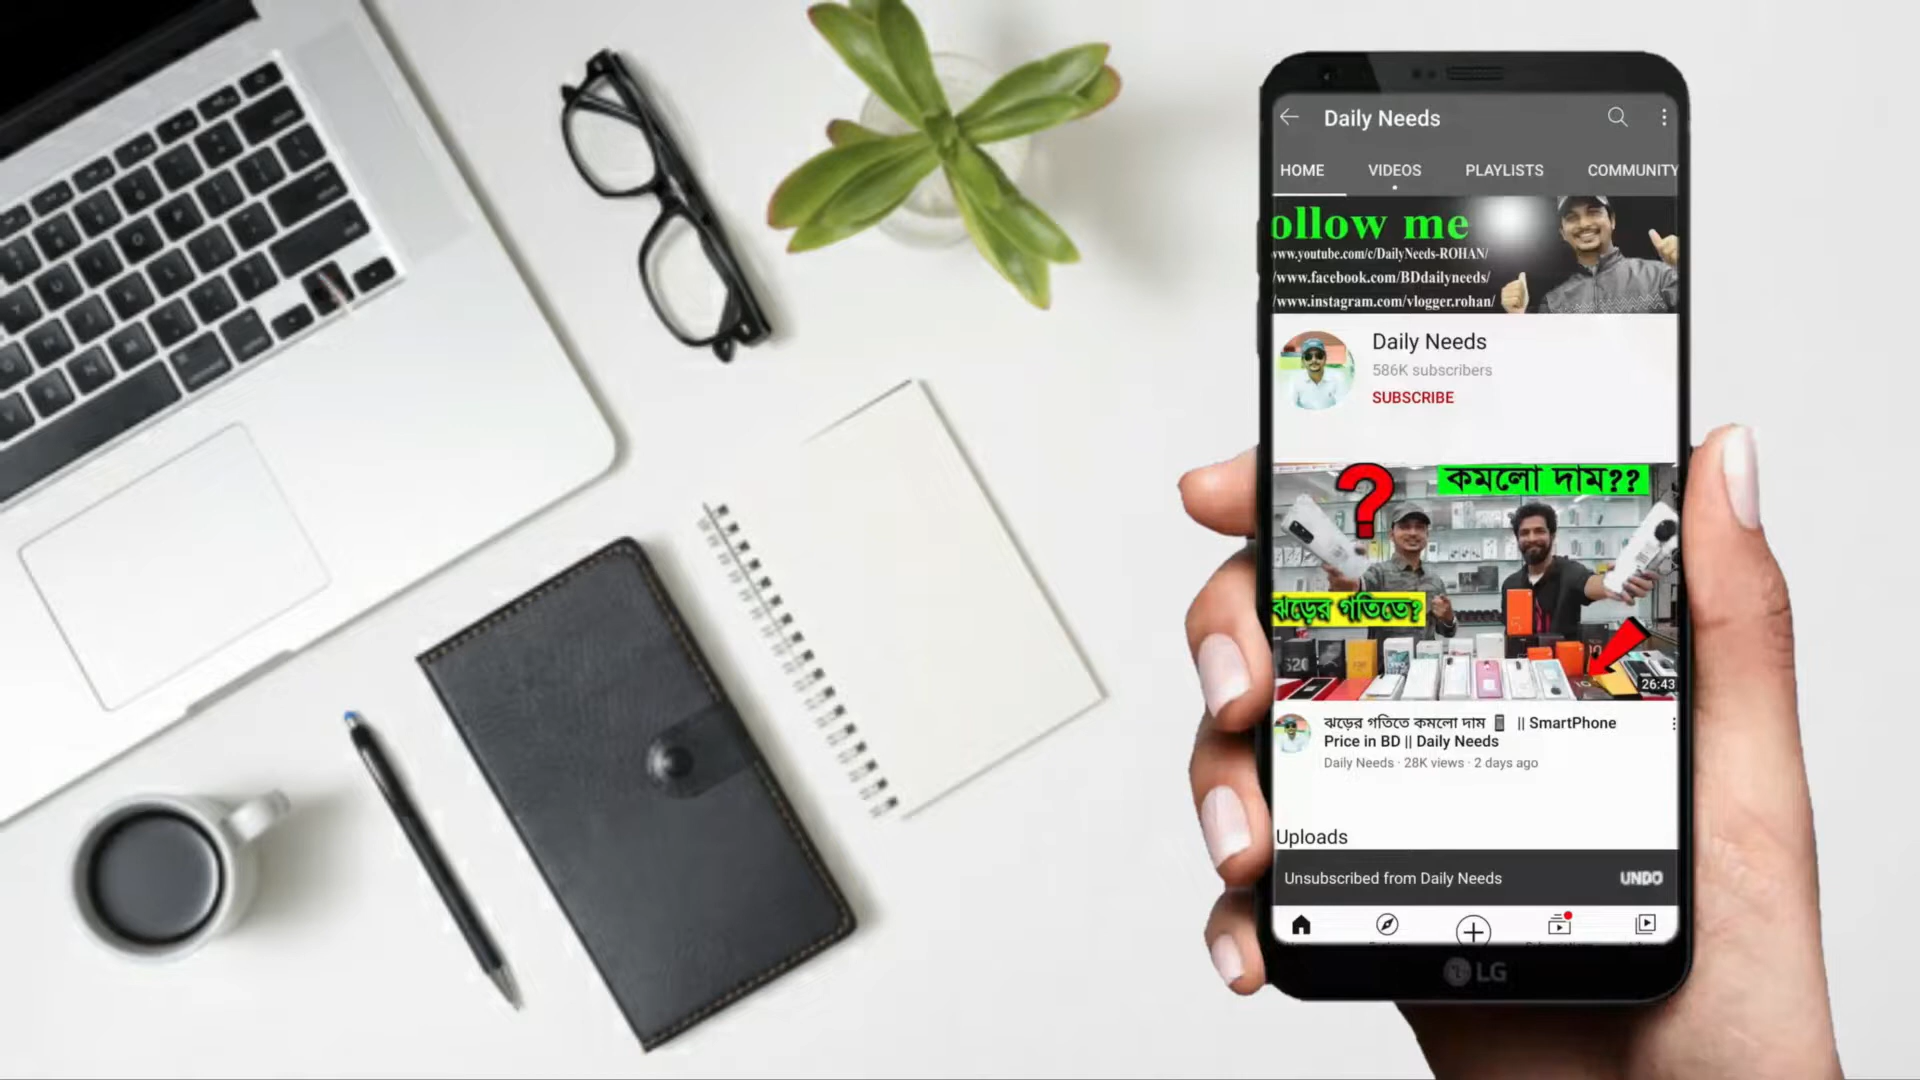 Daily Needs
HOME VIDEOS PLAYLISTS COMMUNITY
ollow me
www.youtube.com/c/DailyNeeds-ROHAN/
/www.facebook.com/BDdailyneeds/
/www.instagram.com/vlogger.rohan/
Daily Needs
586K subscribers
SUBSCRIBE
?
কমলো দাম??
ঝড়ের গতিতে?
S20
26:43
ঝড়ের গতিতে কমলো দাম || SmartPhone
Price in BD || Daily Needs
Daily Needs · 28K views · 2 days ago
Uploads
Unsubscribed from Daily Needs UNDO
LG